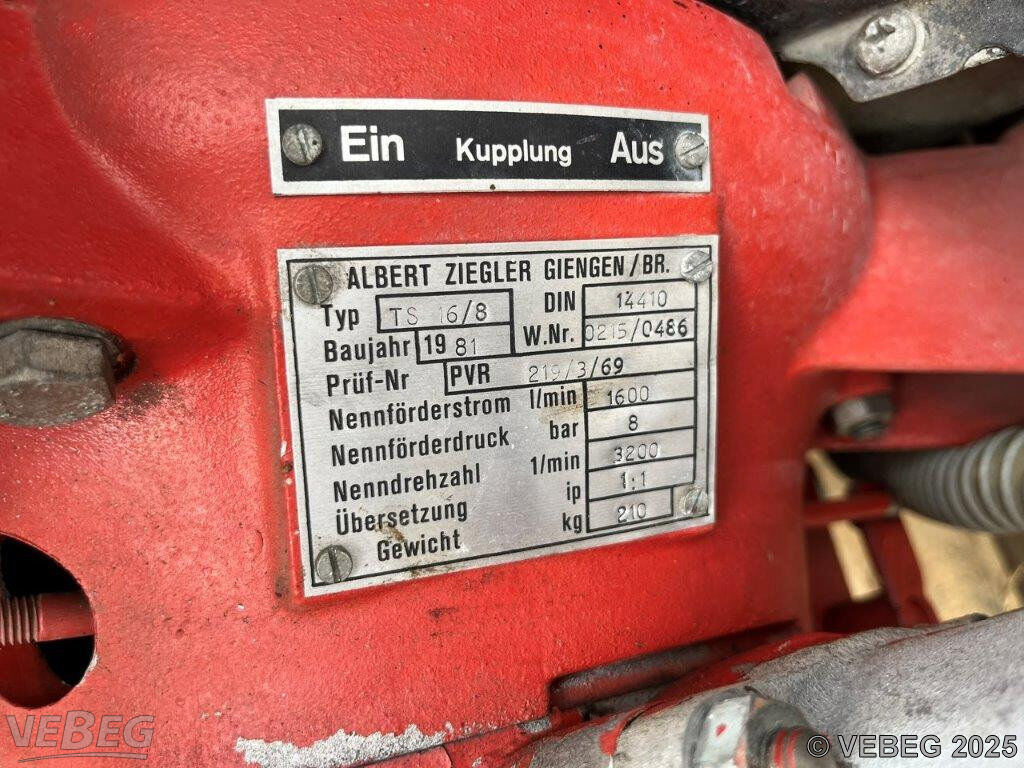 Ein Kupplung Aus
ALBERT ZIEGLER GIENGEN/BR.
Typ TS 16/8 DIN 14410
Baujahr 19 81 W.Nr. 0215/0486
Prüf-Nr PVR 219/3/69
Nennförderstrom l/min 1600
Nennförderdruck bar 8
Nenndrehzahl 1/min 3200
Übersetzung ip 1:1
Gewicht kg 210
VEBEG
© VEBEG 2025